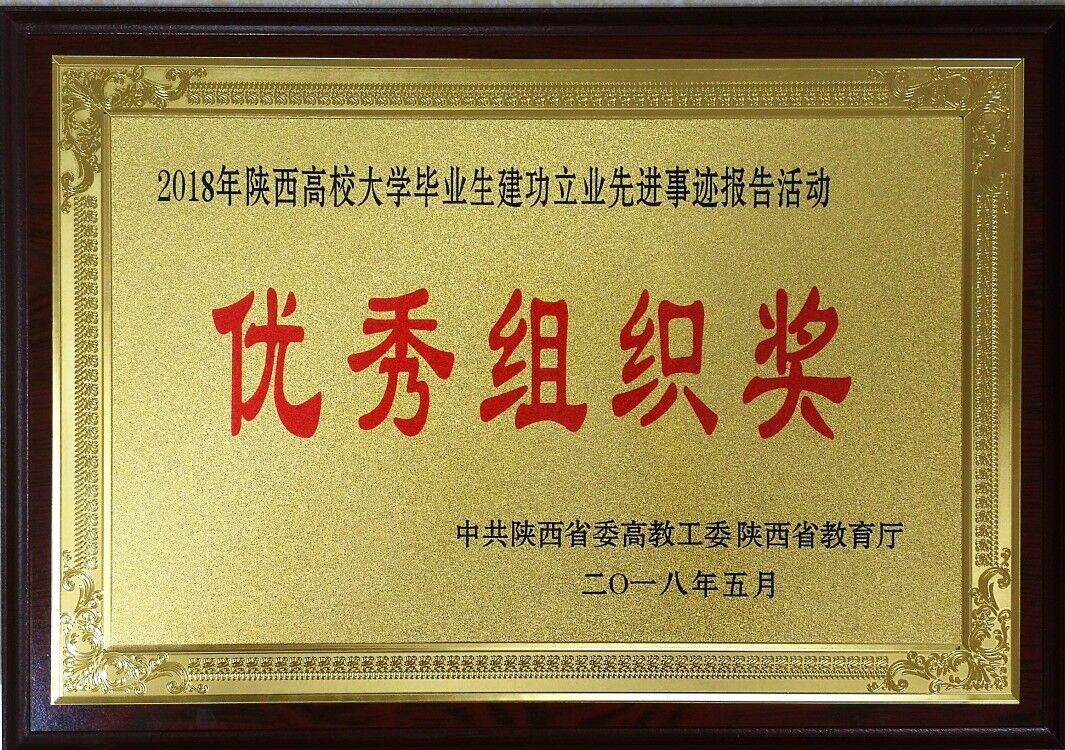 2018年陕西高校大学毕业生建功立业先进事迹报告活动
优秀组织奖
中共陕西省委高教工委 陕西省教育厅
二〇一八年五月